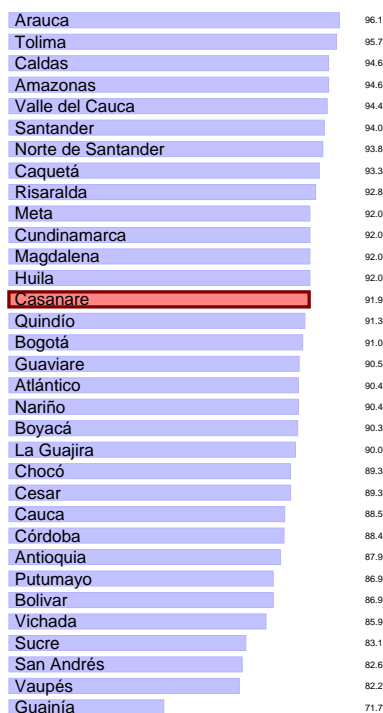 Arauca 96.1
Tolima 95.7
Caldas 94.6
Amazonas 94.6
Valle del Cauca 94.4
Santander 94.0
Norte de Santander 93.8
Caquetá 93.3
Risaralda 92.8
Meta 92.0
Cundinamarca 92.0
Magdalena 92.0
Huila 92.0
Casanare 91.9
Quindío 91.3
Bogotá 91.0
Guaviare 90.5
Atlántico 90.4
Nariño 90.4
Boyacá 90.3
La Guajira 90.0
Chocó 89.3
Cesar 89.3
Cauca 88.5
Córdoba 88.4
Antioquia 87.9
Putumayo 86.9
Bolivar 86.9
Vichada 85.9
Sucre 83.1
San Andrés 82.6
Vaupés 82.2
Guainía 71.7